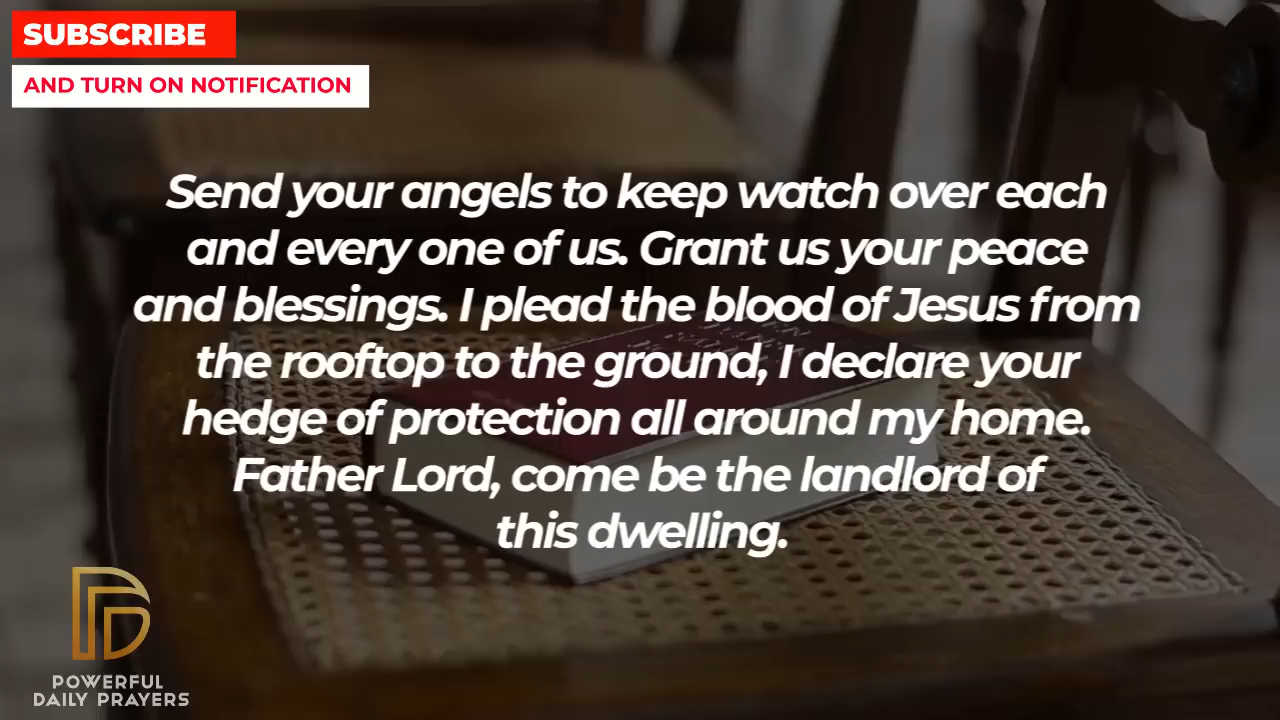 SUBSCRIBE
AND TURN ON NOTIFICATION
Send your angels to keep watch over each
and every one of us. Grant us your peace
and blessings. I plead the blood of Jesus from
the rooftop to the ground, I declare your
hedge of protection all around my home.
Father Lord, come be the landlord of
this dwelling.
POWERFUL
DAILY PRAYERS